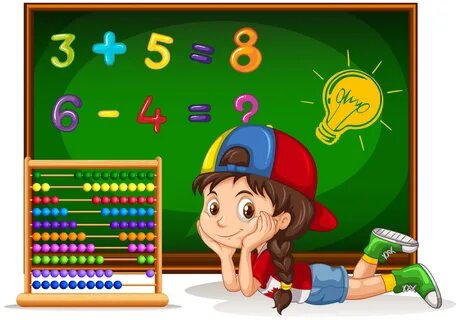 3 + 5 = 8
6 - 4 = ?